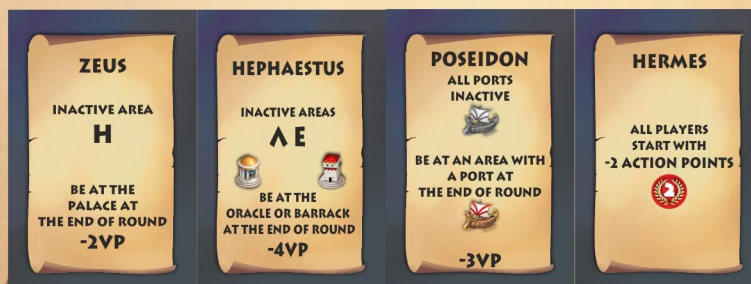 ZEUS
INACTIVE AREA
H
BE AT THE
PALACE AT
THE END OF ROUND
-2VP
HEPHAESTUS
INACTIVE AREAS
Λ E
BE AT THE
ORACLE OR BARRACK
AT THE END OF ROUND
-4VP
POSEIDON
ALL PORTS
INACTIVE
BE AT AN AREA WITH
A PORT AT
THE END OF ROUND
-3VP
HERMES
ALL PLAYERS
START WITH
-2 ACTION POINTS
2